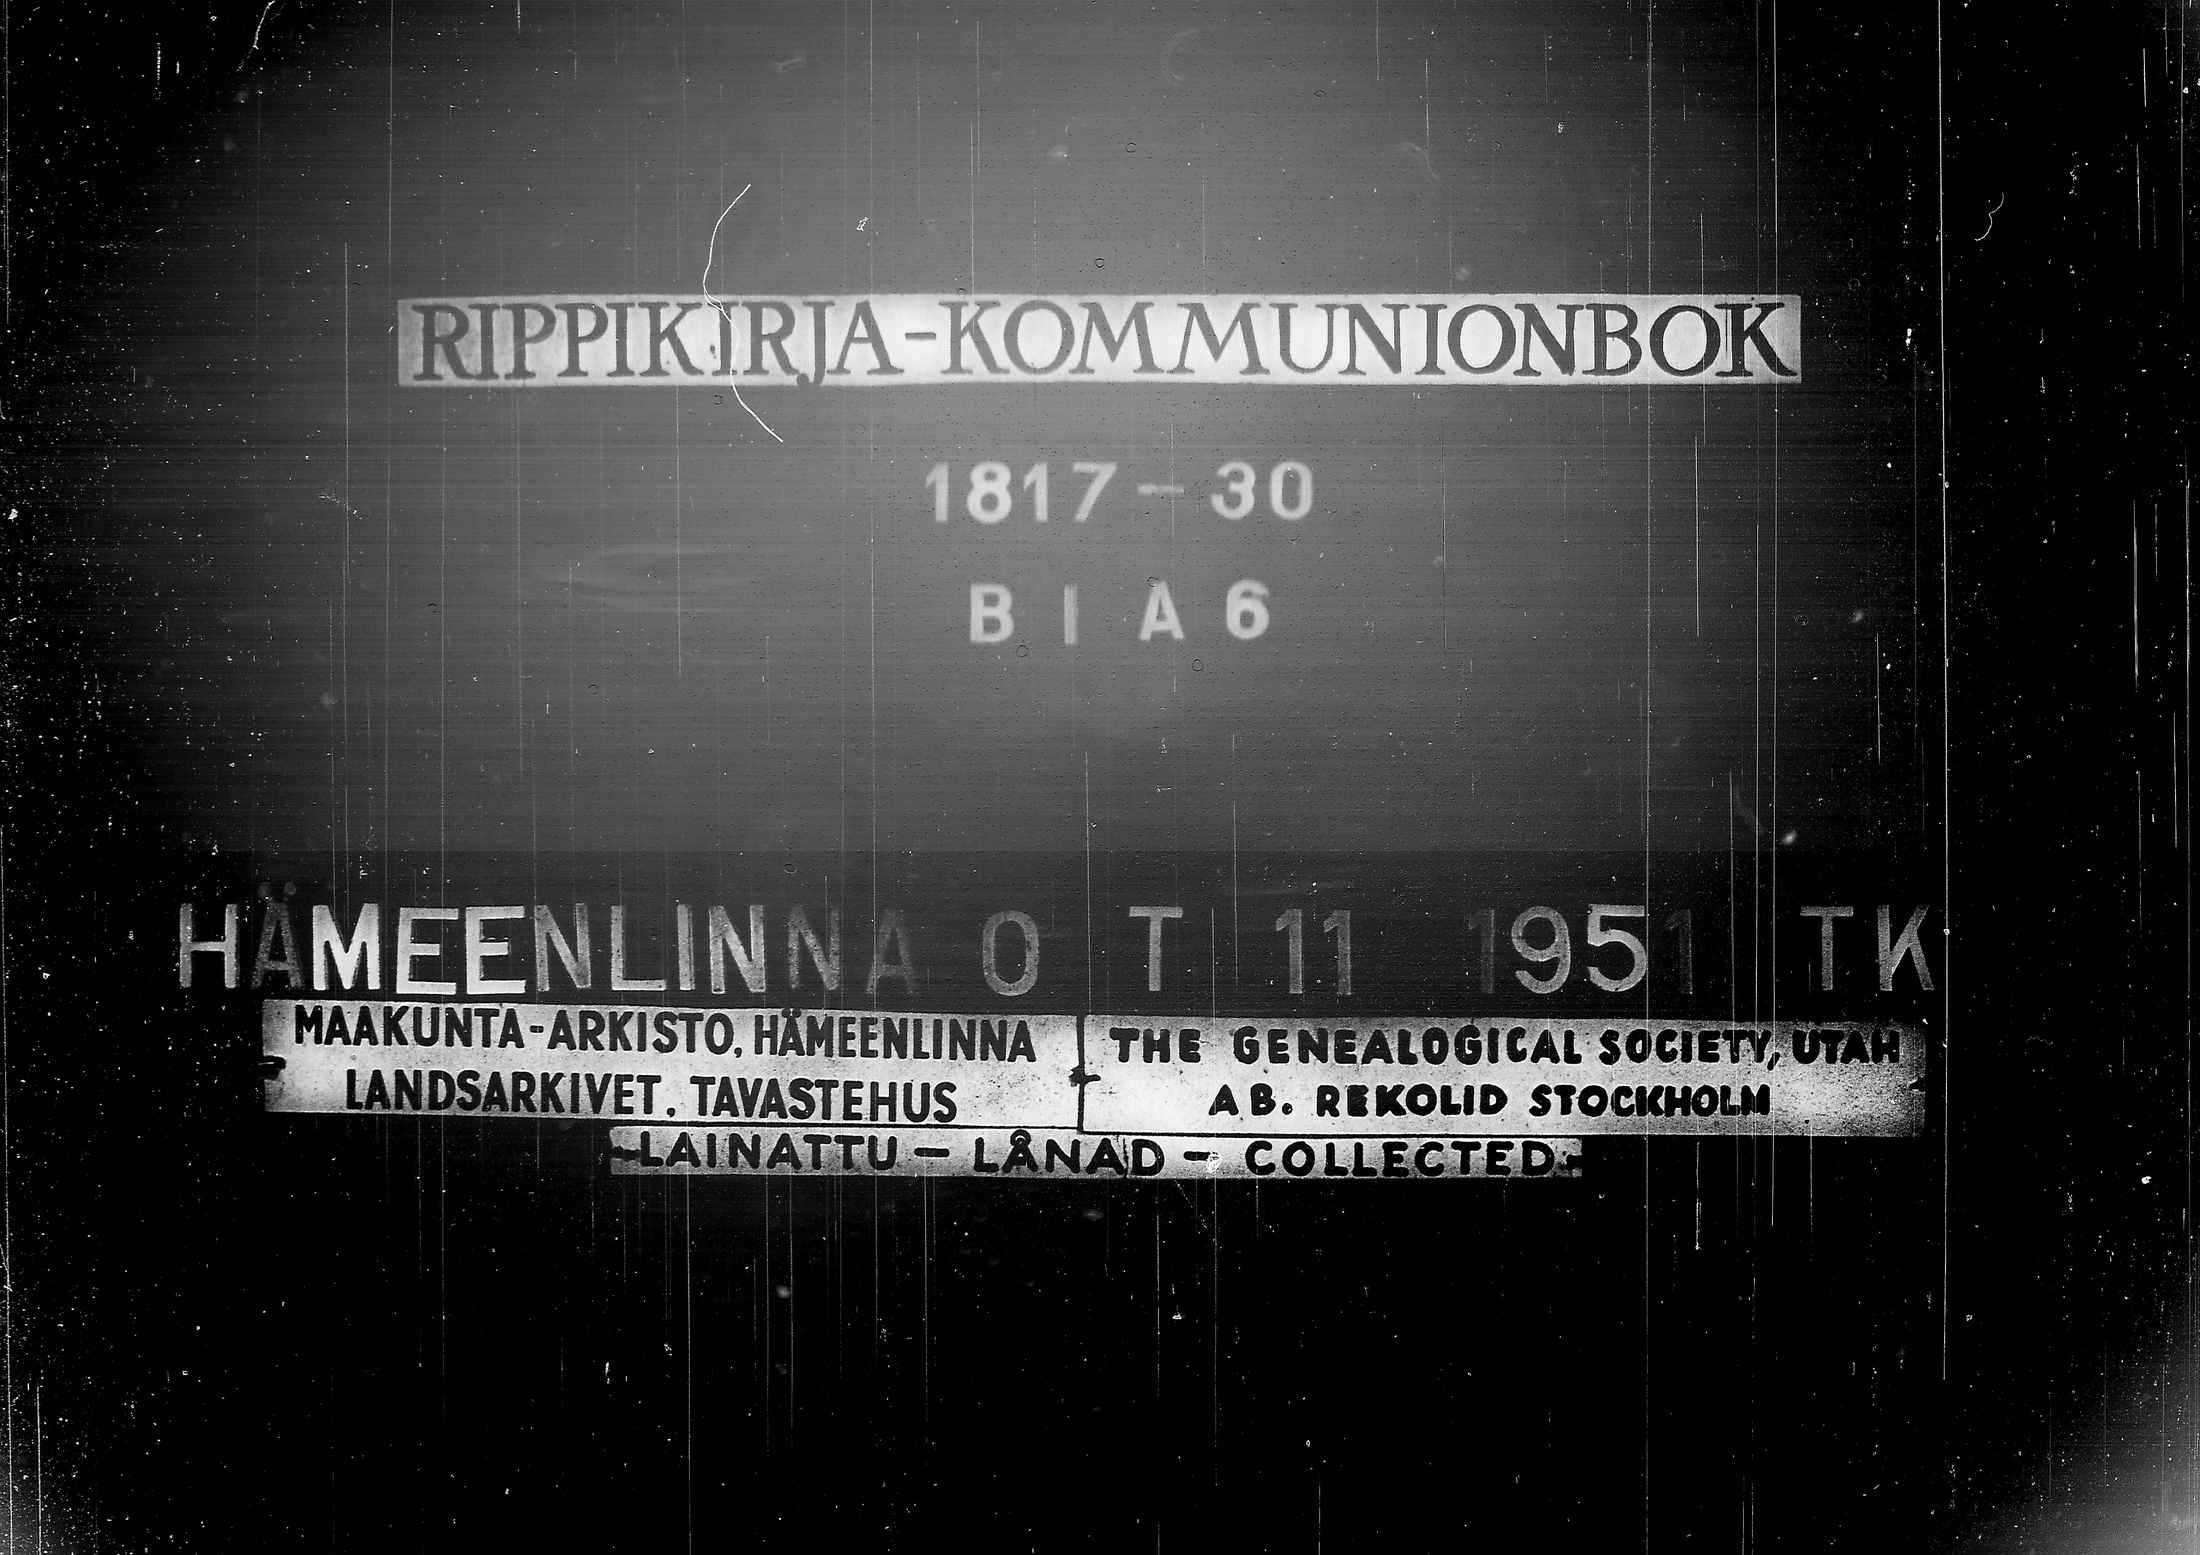 RIPPIKIRJA-KOMMUNIONBOK
1817-30
B I A 6
HÄMEENLINNA O T 11 1951 TK
MAAKUNTA-ARKISTO, HÄMEENLINNA
LANDSARKIVET. TAVASTEHUS
THE GENEALOGICAL SOCIETY, UTAH
AB. REKOLID STOCKHOLM
-LAINATTU - LÅNAD - COLLECTED-